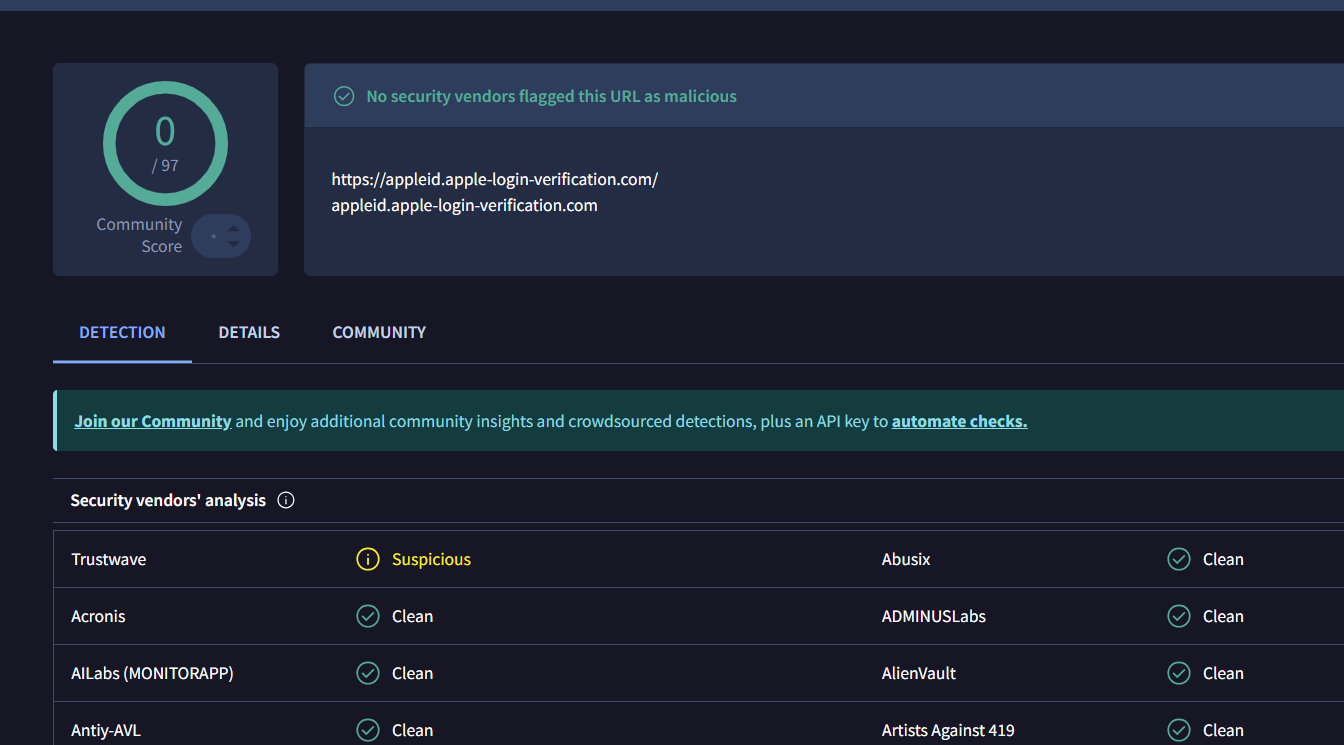 0
/ 97
Community
Score
No security vendors flagged this URL as malicious
https://appleid.apple-login-verification.com/
appleid.apple-login-verification.com
DETECTION DETAILS COMMUNITY
Join our Community and enjoy additional community insights and crowdsourced detections, plus an API key to automate checks.
Security vendors' analysis
Trustwave Suspicious Abusix Clean
Acronis Clean ADMINUSLabs Clean
AILabs (MONITORAPP) Clean AlienVault Clean
Antiy-AVL Clean Artists Against 419 Clean